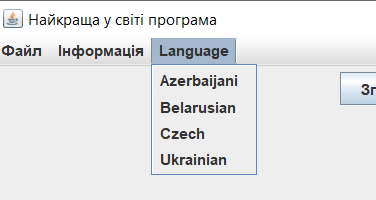 Найкраща у світі програма
Файл Інформація Language
Azerbaijani
Belarusian
Czech
Ukrainian